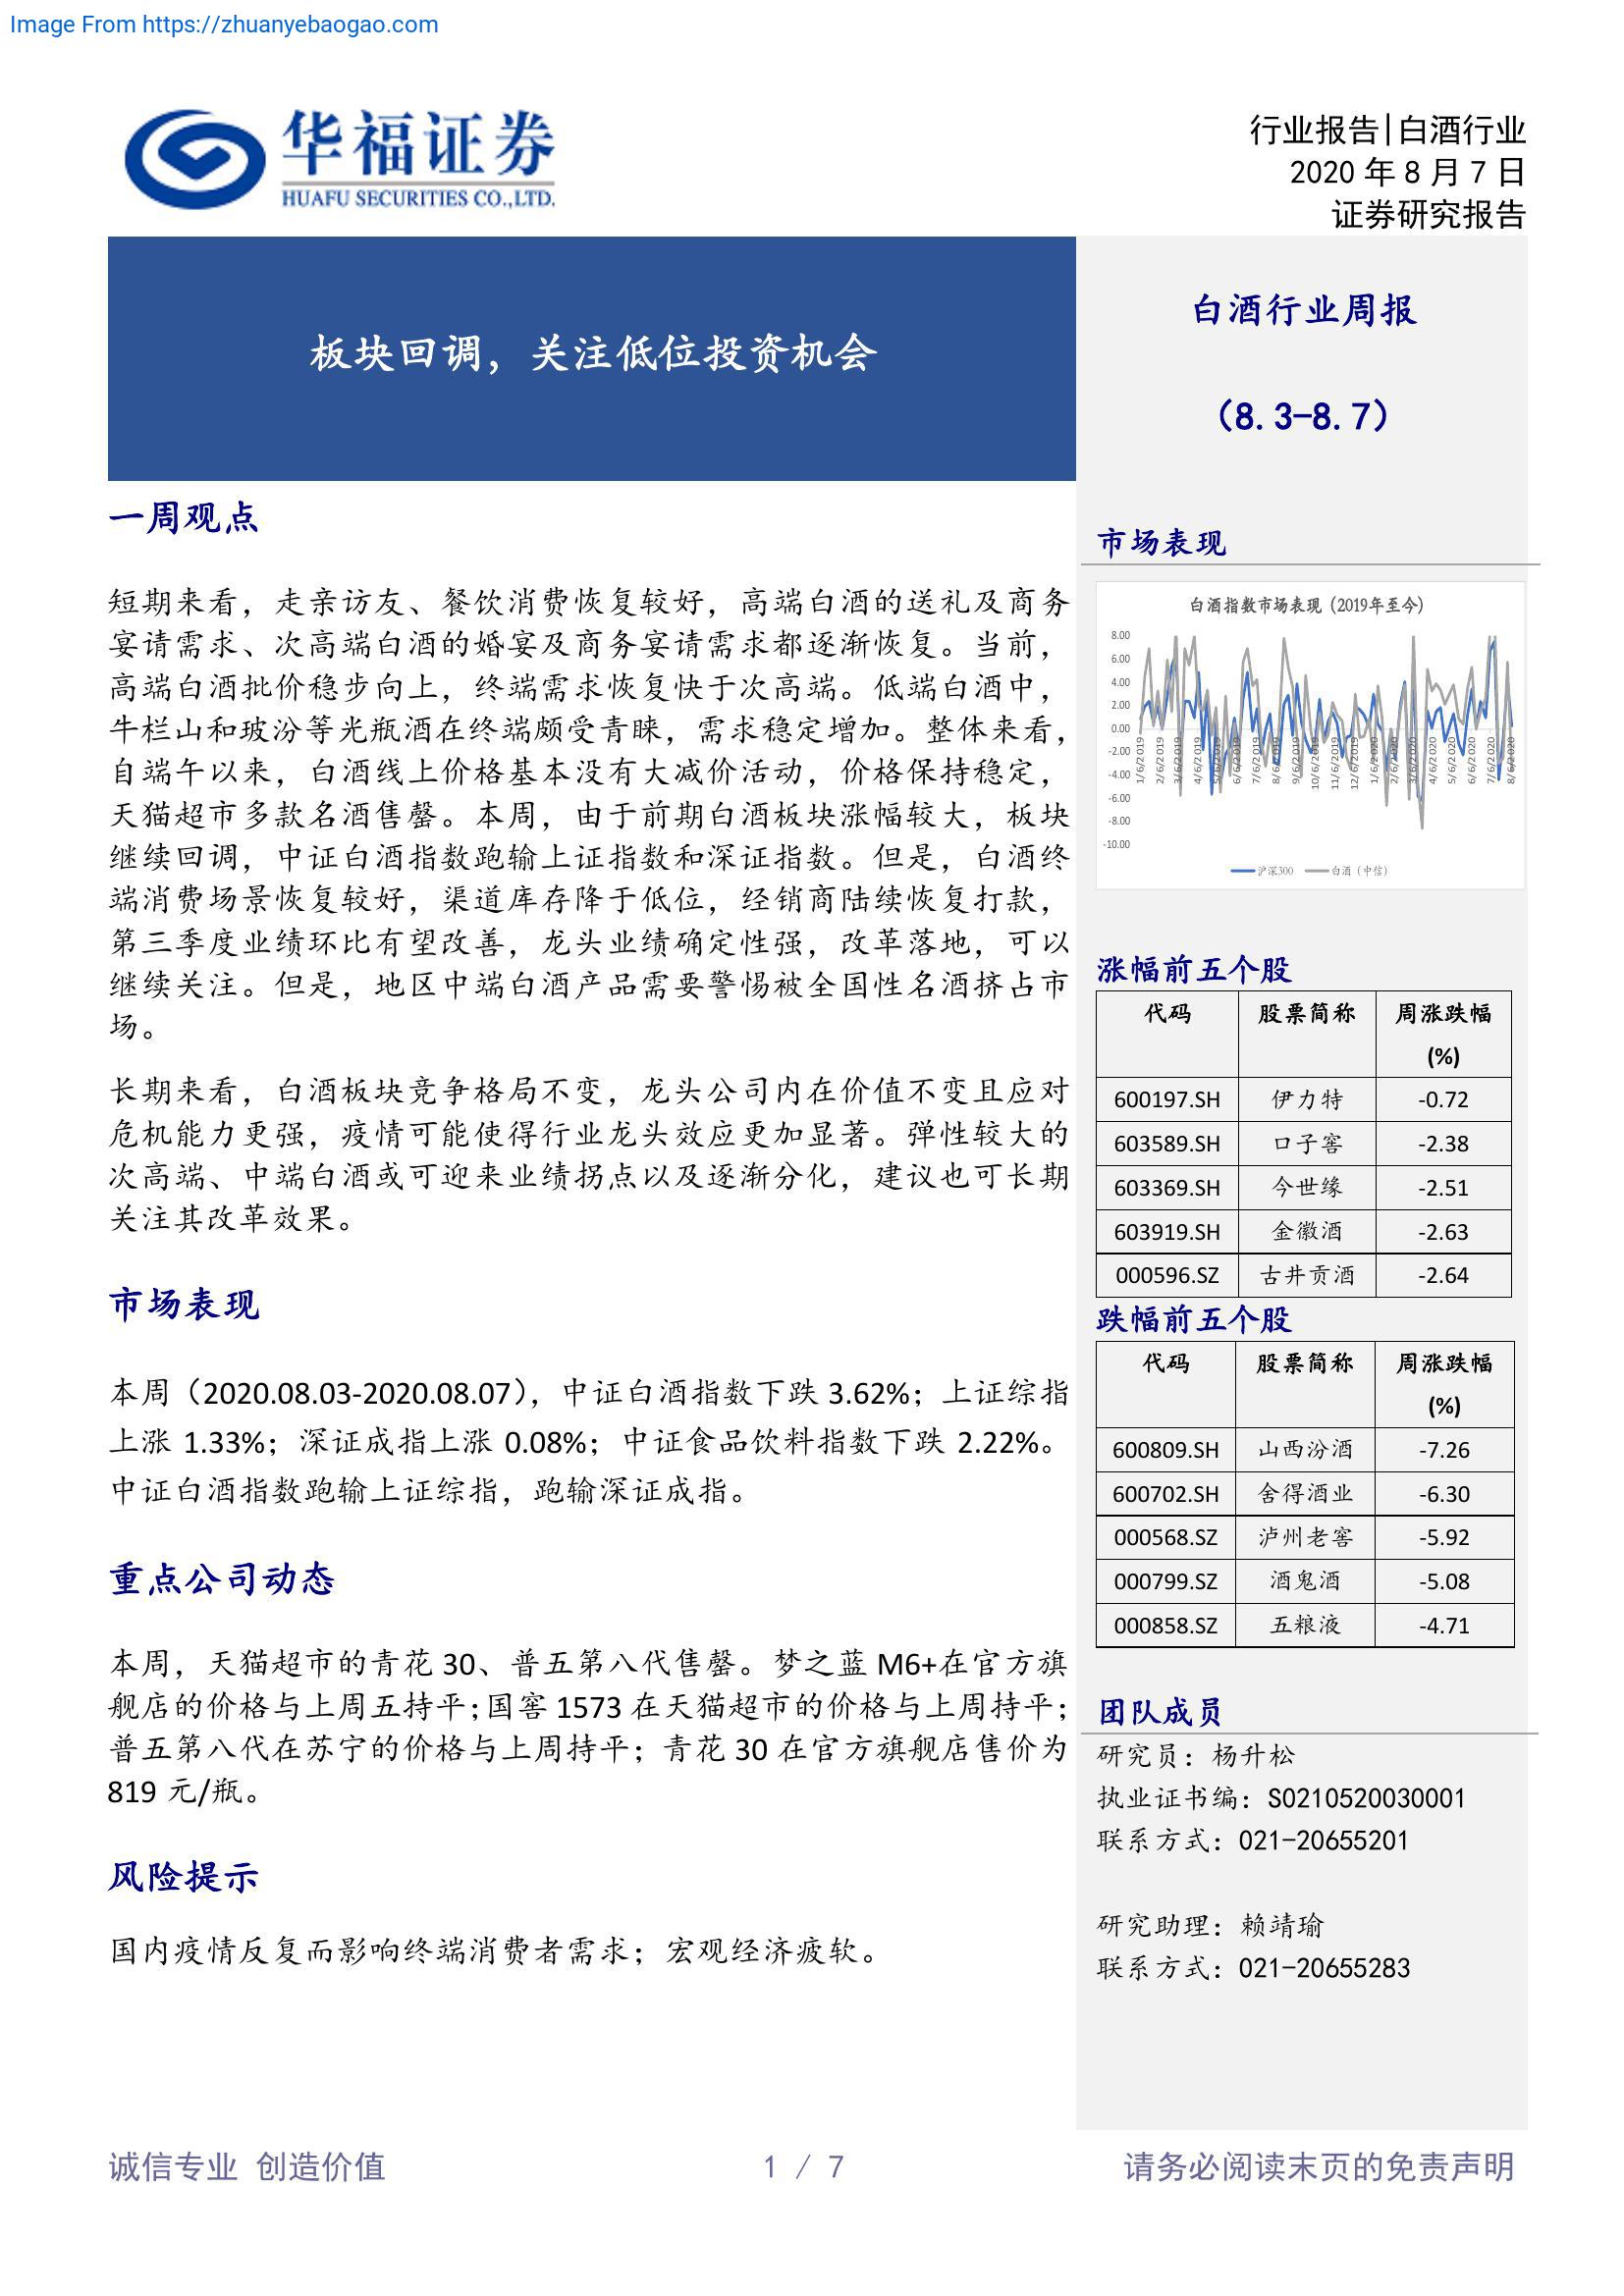 Image From https://zhuanyebaogao.com
华福证券
HUAFU SECURITIES CO.,LTD.
行业报告|白酒行业
2020 年 8 月 7 日
证券研究报告
板块回调，关注低位投资机会
白酒行业周报
（8.3-8.7）
一周观点
短期来看，走亲访友、餐饮消费恢复较好，高端白酒的送礼及商务
宴请需求、次高端白酒的婚宴及商务宴请需求都逐渐恢复。当前，
高端白酒批价稳步向上，终端需求恢复快于次高端。低端白酒中，
牛栏山和玻汾等光瓶酒在终端颇受青睐，需求稳定增加。整体来看，
自端午以来，白酒线上价格基本没有大减价活动，价格保持稳定，
天猫超市多款名酒售罄。本周，由于前期白酒板块涨幅较大，板块
继续回调，中证白酒指数跑输上证指数和深证指数。但是，白酒终
端消费场景恢复较好，渠道库存降于低位，经销商陆续恢复打款，
第三季度业绩环比有望改善，龙头业绩确定性强，改革落地，可以
继续关注。但是，地区中端白酒产品需要警惕被全国性名酒挤占市
场。
长期来看，白酒板块竞争格局不变，龙头公司内在价值不变且应对
危机能力更强，疫情可能使得行业龙头效应更加显著。弹性较大的
次高端、中端白酒或可迎来业绩拐点以及逐渐分化，建议也可长期
关注其改革效果。
市场表现
本周（2020.08.03-2020.08.07），中证白酒指数下跌 3.62%；上证综指
上涨 1.33%；深证成指上涨 0.08%；中证食品饮料指数下跌 2.22%。
中证白酒指数跑输上证综指，跑输深证成指。
重点公司动态
本周，天猫超市的青花 30、普五第八代售罄。梦之蓝 M6+在官方旗
舰店的价格与上周五持平；国窖 1573 在天猫超市的价格与上周持平；
普五第八代在苏宁的价格与上周持平；青花 30 在官方旗舰店售价为
819 元/瓶。
风险提示
国内疫情反复而影响终端消费者需求；宏观经济疲软。
市场表现
白酒指数市场表现（2019年至今）
8.00
6.00
4.00
2.00
0.00
-2.00
-4.00
-6.00
-8.00
-10.00
1/6/2019 2/6/2019 3/6/2019 4/6/2019 5/6/2019 6/6/2019 7/6/2019 8/6/2019 9/6/2019 10/6/2019 11/6/2019 12/6/2019 1/6/2020 2/6/2020 3/6/2020 4/6/2020 5/6/2020 6/6/2020 7/6/2020 8/6/2020
沪深300 白酒（中信）
涨幅前五个股
代码 股票简称 周涨跌幅
(%)
600197.SH 伊力特 -0.72
603589.SH 口子窖 -2.38
603369.SH 今世缘 -2.51
603919.SH 金徽酒 -2.63
000596.SZ 古井贡酒 -2.64
跌幅前五个股
代码 股票简称 周涨跌幅
(%)
600809.SH 山西汾酒 -7.26
600702.SH 舍得酒业 -6.30
000568.SZ 泸州老窖 -5.92
000799.SZ 酒鬼酒 -5.08
000858.SZ 五粮液 -4.71
团队成员
研究员：杨升松
执业证书编：S0210520030001
联系方式：021-20655201
研究助理：赖靖瑜
联系方式：021-20655283
诚信专业 创造价值
1 / 7
请务必阅读末页的免责声明